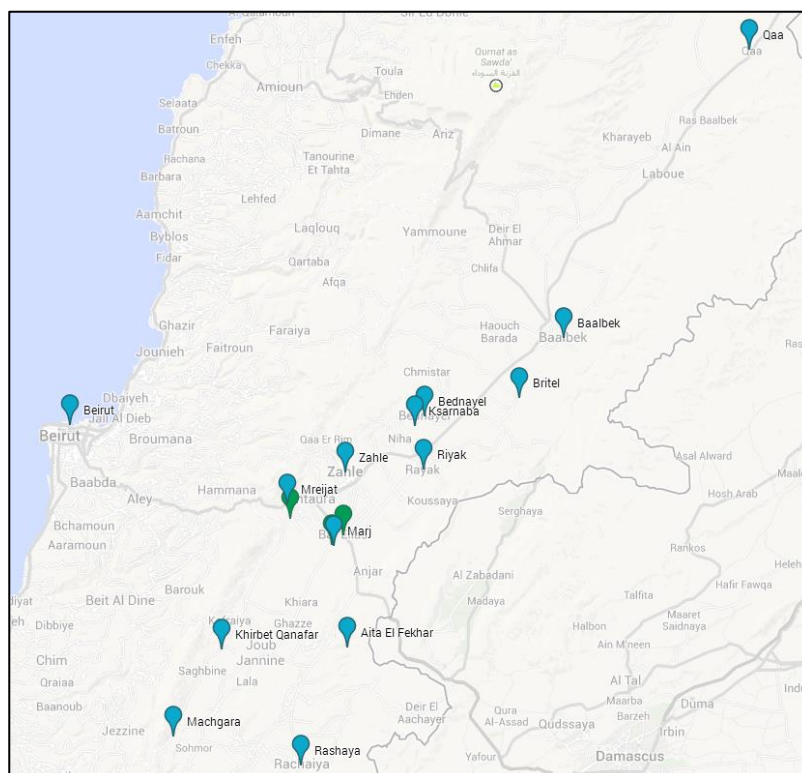 Enfeh
Chekka
Toula
Qurnat as
Sawda'
القرنة السوداء
Qaa
Qaa
Amioun
Ehden
Selaata
Batroun
Dimane
Ariz
Ras Baalbek
Kharayeb
Al Ain
Rachana
Barbara
Tanourine
Et Tahta
Laboue
Lehfed
Aamchit
Byblos
Laqlouq
Yammoune
Deir El
Ahmar
Fidar
Qartaba
Chlifa
Afqa
Ghazir
Faraiya
Haouch
Barada
Baalbek
Baalbek
Jounieh
Faitroun
Chmistar
Britel
Bednayel
Ksarnaba
Dbaiyeh
Beirut
Jall Al Dieb
Beirut
Broumana
Qaa Er Rim
Niha
Zahle
Riyak
Zahle
Rayak
Asal Alward
Baabda
Aley
Hammana
Mreijat
Koussaya
Hosh Arab
Serghaya
Bchamoun
Aaramoun
Marj
Rankos
Anjar
Al Zabadani
Talfita
Hafir Fawqa
Barouk
Beit Al Dine
Madaya
Maaret
Saidnaya
Khiara
Ghazze
Halbon
Dibbiye
Khirbet Qanafar
Aita El Fekhar
Ain M'neen
Chim
Joub
Jannine
Saghbine
Lala
Al Tal
Qraiaa
Baanoub
Machgara
Deir El
Aachayer
Qura
Al-Assad
Qudssaya
Maarba
Barzeh
Dūma
Jezzine
Sohmor
Irbin
Rashaya
Rachaiya
Yafour
Damascus